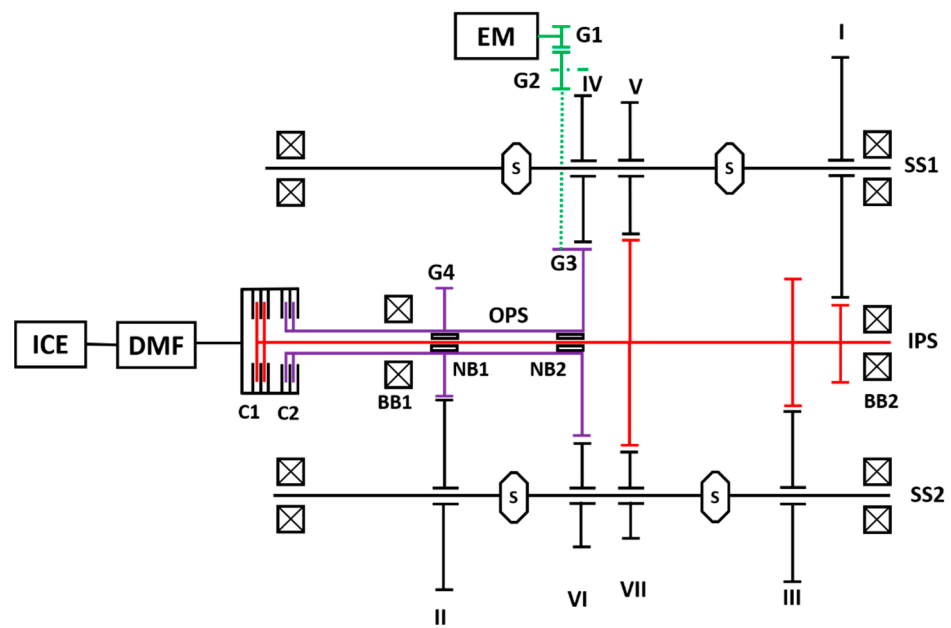 EM
G1
I
G2
IV
V
S
S
SS1
G4
G3
OPS
ICE
DMF
IPS
NB1
NB2
C1
C2
BB1
BB2
S
S
SS2
II
VI
VII
III